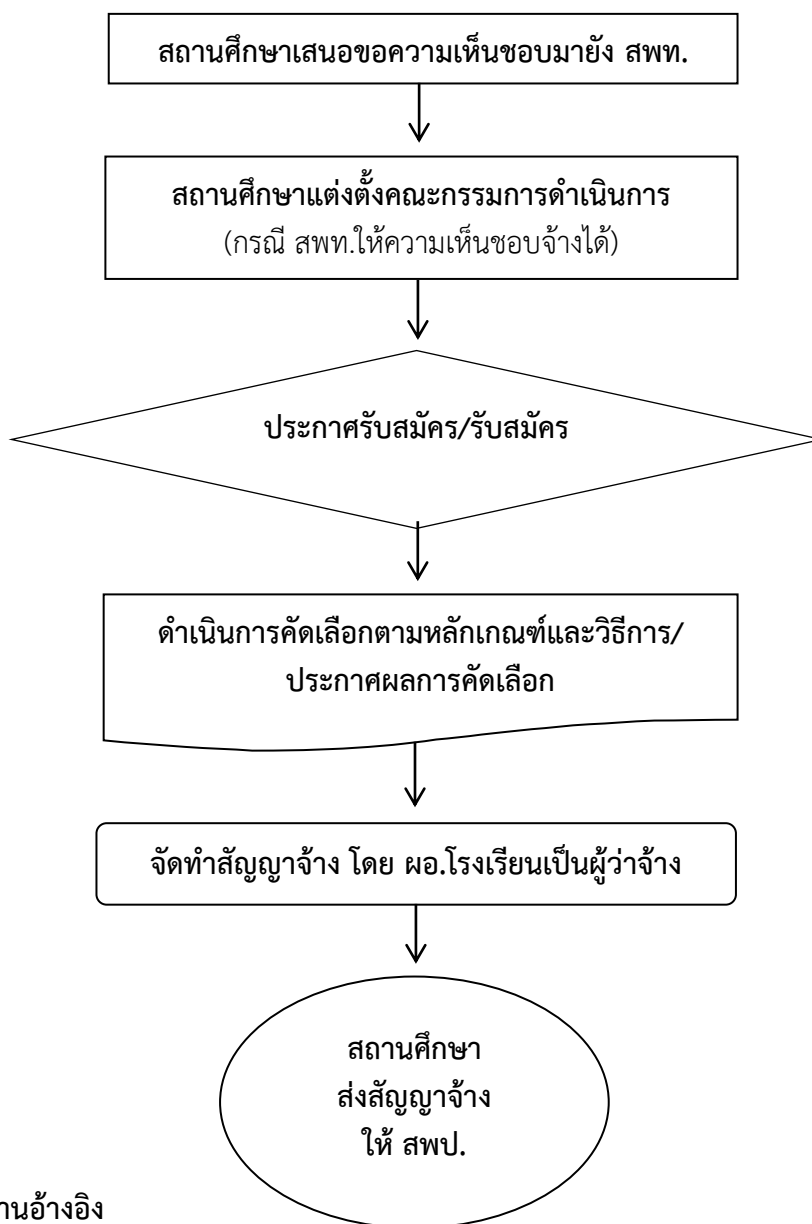 สถานศึกษาเสนอขอความเห็นชอบมายัง สพท.
สถานศึกษาแต่งตั้งคณะกรรมการดำเนินการ
(กรณี สพท.ให้ความเห็นชอบจ้างได้)
ประกาศรับสมัคร/รับสมัคร
ดำเนินการคัดเลือกตามหลักเกณฑ์และวิธีการ/
ประกาศผลการคัดเลือก
จัดทำสัญญาจ้าง โดย ผอ.โรงเรียนเป็นผู้ว่าจ้าง
สถานศึกษา
ส่งสัญญาจ้าง
ให้ สพป.
านอ้างอิง